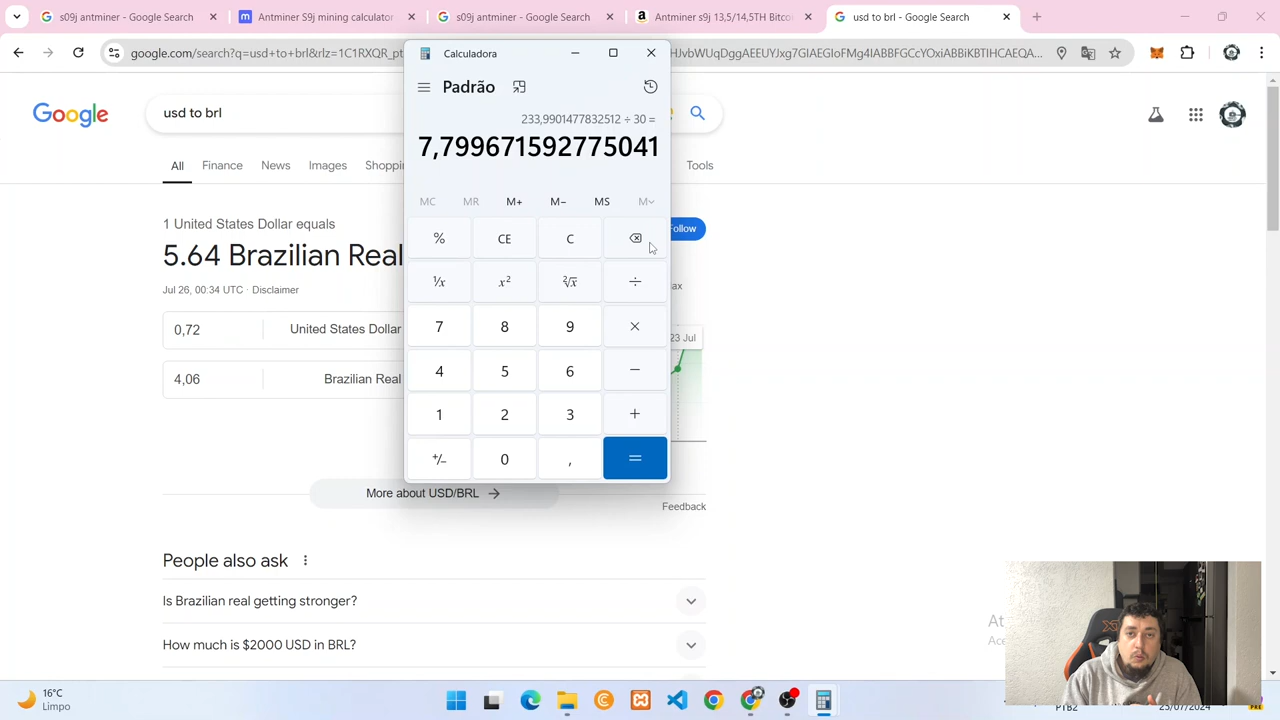 s09j antminer - Google Search
Antminer S9j mining calculator
s09j antminer - Google Search
Antminer s9j 13,5/14,5TH Bitco
usd to brl - Google Search
google.com/search?q=usd+to+brl&rlz=1C1RXQR_pt
Google
usd to brl
All
Finance
News
Images
Shoppin
Tools
1 United States Dollar equals
5.64 Brazilian Real
Jul 26, 00:34 UTC · Disclaimer
0,72
United States Dollar
4,06
Brazilian Real
Follow
23 Jul
More about USD/BRL
Feedback
People also ask
Is Brazilian real getting stronger?
How much is $2000 USD in BRL?
Calculadora
Padrão
233,9901477832512 ÷ 30 =
7,799671592775041
MC MR M+ M− MS M
% CE C
1/x x² ²√x ÷
7 8 9 ×
4 5 6 −
1 2 3 +
+/− 0 , =
16°C
Limpo
PTB2
25/07/2024